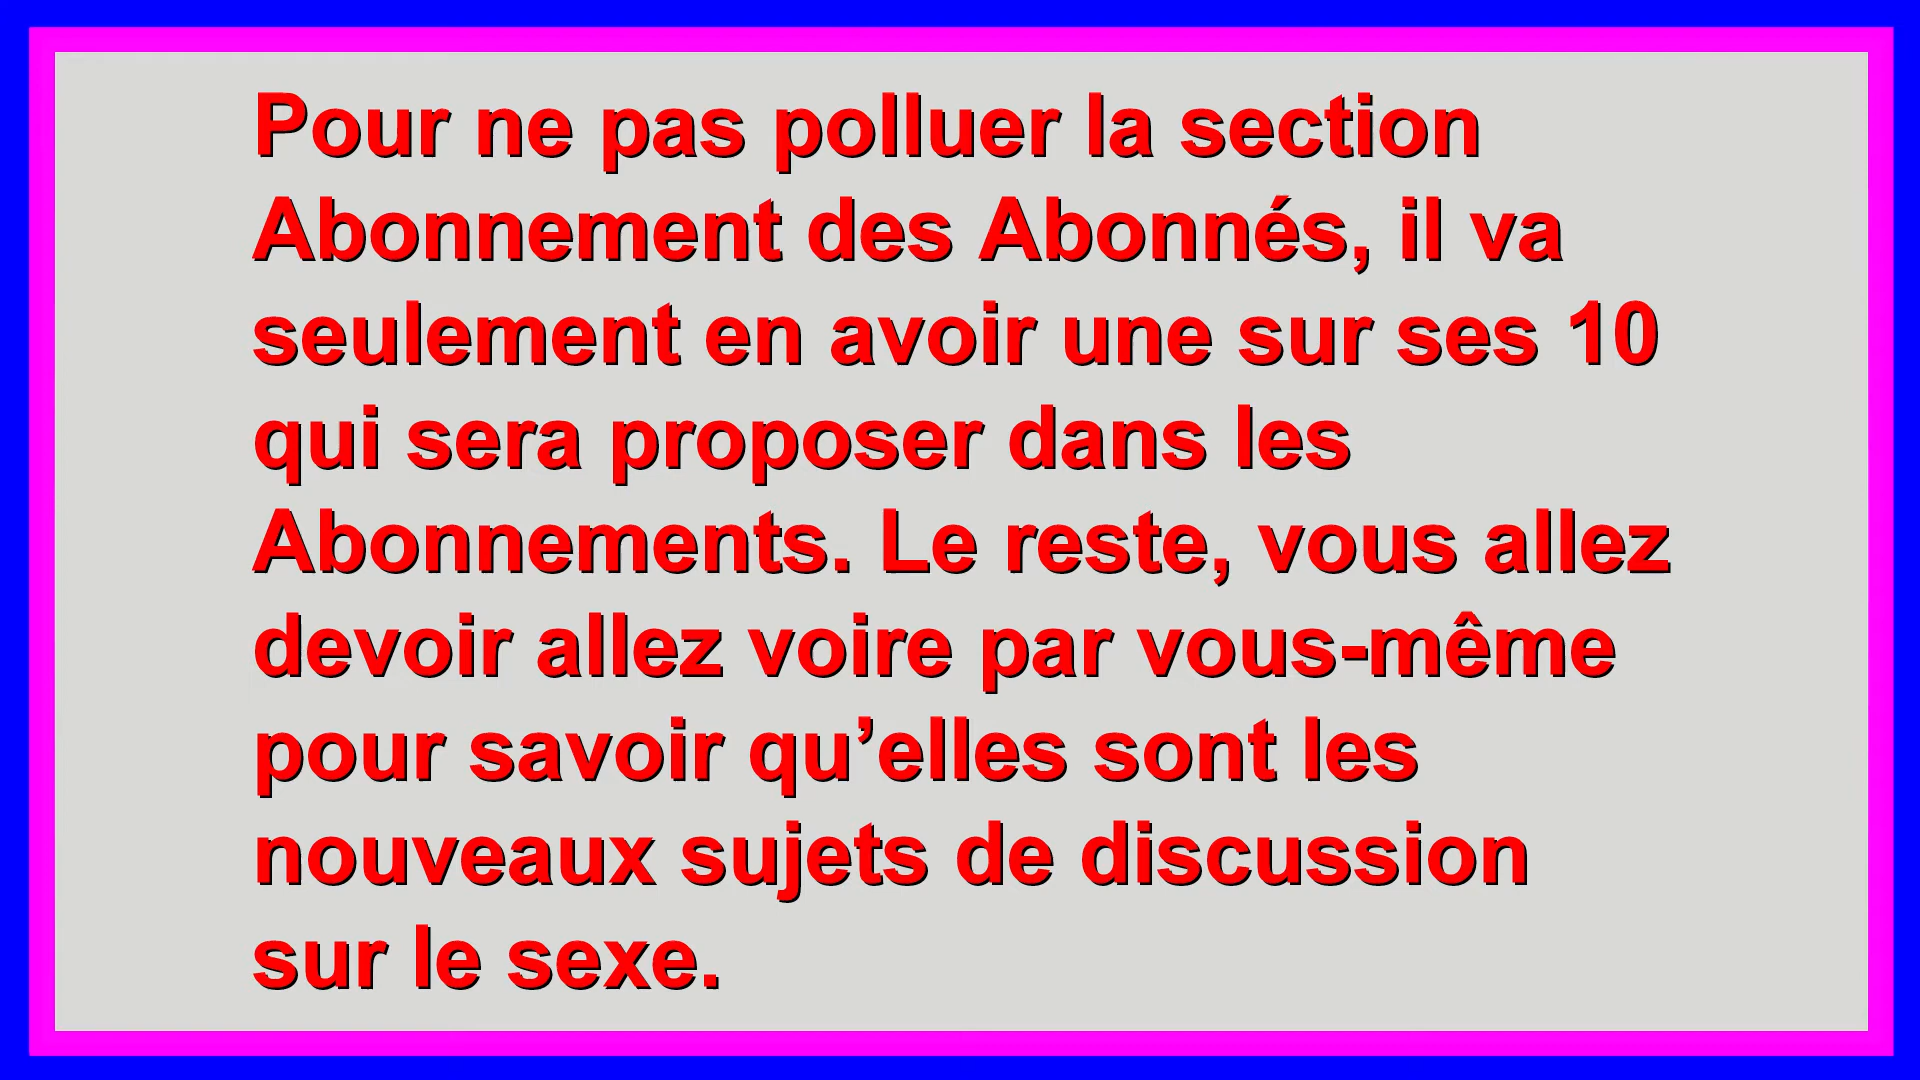 Pour ne pas polluer la section
Abonnement des Abonnés, il va
seulement en avoir une sur ses 10
qui sera proposer dans les
Abonnements. Le reste, vous allez
devoir allez voire par vous-même
pour savoir qu’elles sont les
nouveaux sujets de discussion
sur le sexe.